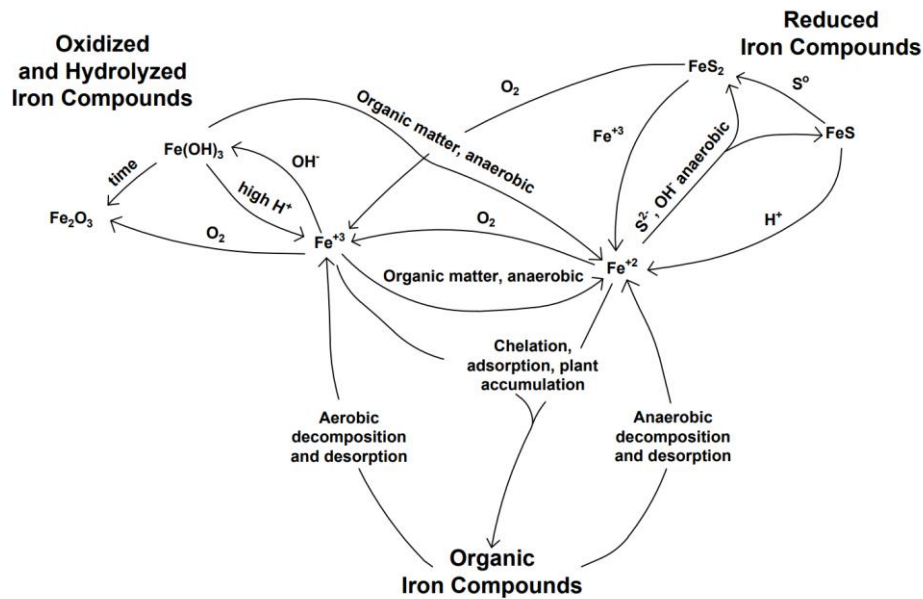 Oxidized
and Hydrolyzed
Iron Compounds
Reduced
Iron Compounds
FeS₂
O₂
S⁰
Organic matter, anaerobic
Fe⁺³
FeS
Fe(OH)₃
OH⁻
time
high H⁺
S²⁻, OH⁻ anaerobic
Fe₂O₃
O₂
Fe⁺³
O₂
H⁺
Fe⁺²
Organic matter, anaerobic
Chelation,
adsorption, plant
accumulation
Aerobic
decomposition
and desorption
Anaerobic
decomposition
and desorption
Organic
Iron Compounds